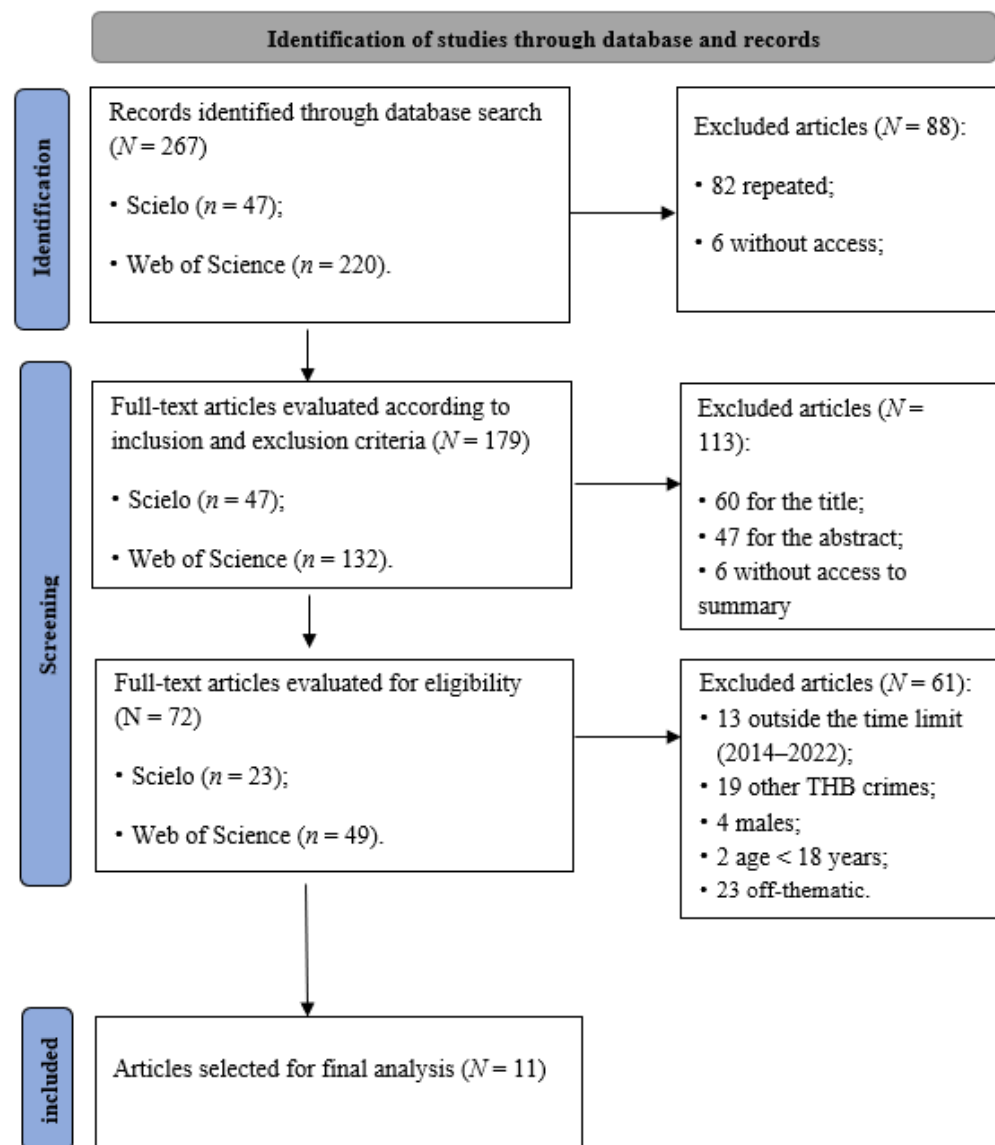 Identification of studies through database and records
Identification
Records identified through database search
(N = 267)
• Scielo (n = 47);
• Web of Science (n = 220).
Excluded articles (N = 88):
• 82 repeated;
• 6 without access;
Screening
Full-text articles evaluated according to
inclusion and exclusion criteria (N = 179)
• Scielo (n = 47);
• Web of Science (n = 132).
Excluded articles (N =
113):
• 60 for the title;
• 47 for the abstract;
• 6 without access to
summary
Full-text articles evaluated for eligibility
(N = 72)
• Scielo (n = 23);
• Web of Science (n = 49).
Excluded articles (N = 61):
• 13 outside the time limit
(2014–2022);
• 19 other THB crimes;
• 4 males;
• 2 age < 18 years;
• 23 off-thematic.
included
Articles selected for final analysis (N = 11)